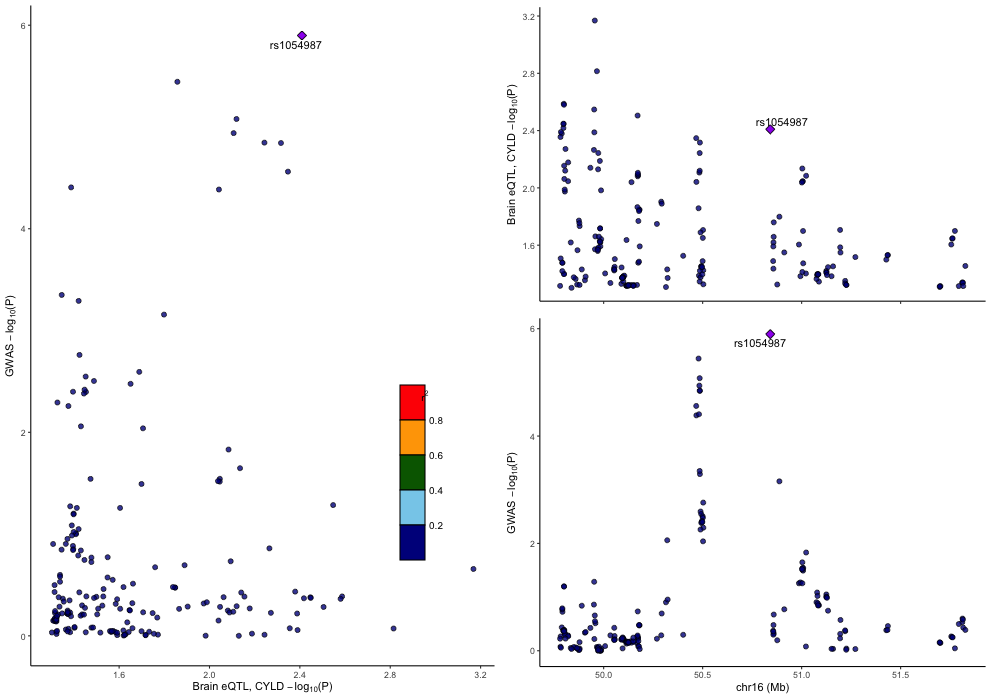 6
4
2
0
GWAS −log10(P)
rs1054987
r2
0.8
0.6
0.4
0.2
1.6
2.0
2.4
2.8
3.2
Brain eQTL, CYLD −log10(P)
3.2
2.8
2.4
2.0
1.6
Brain eQTL, CYLD −log10(P)
rs1054987
6
4
2
0
GWAS −log10(P)
rs1054987
50.0
50.5
51.0
51.5
chr16 (Mb)